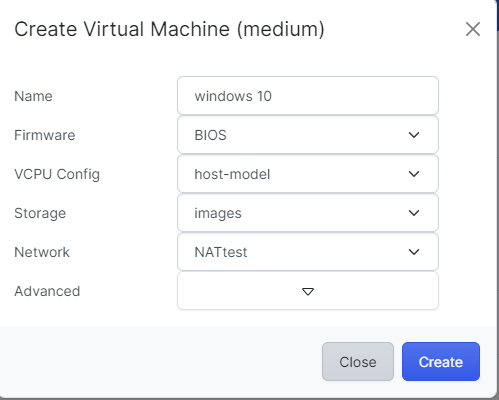 Create Virtual Machine (medium)
Name windows 10
Firmware BIOS
VCPU Config host-model
Storage images
Network NATtest
Advanced
Close Create